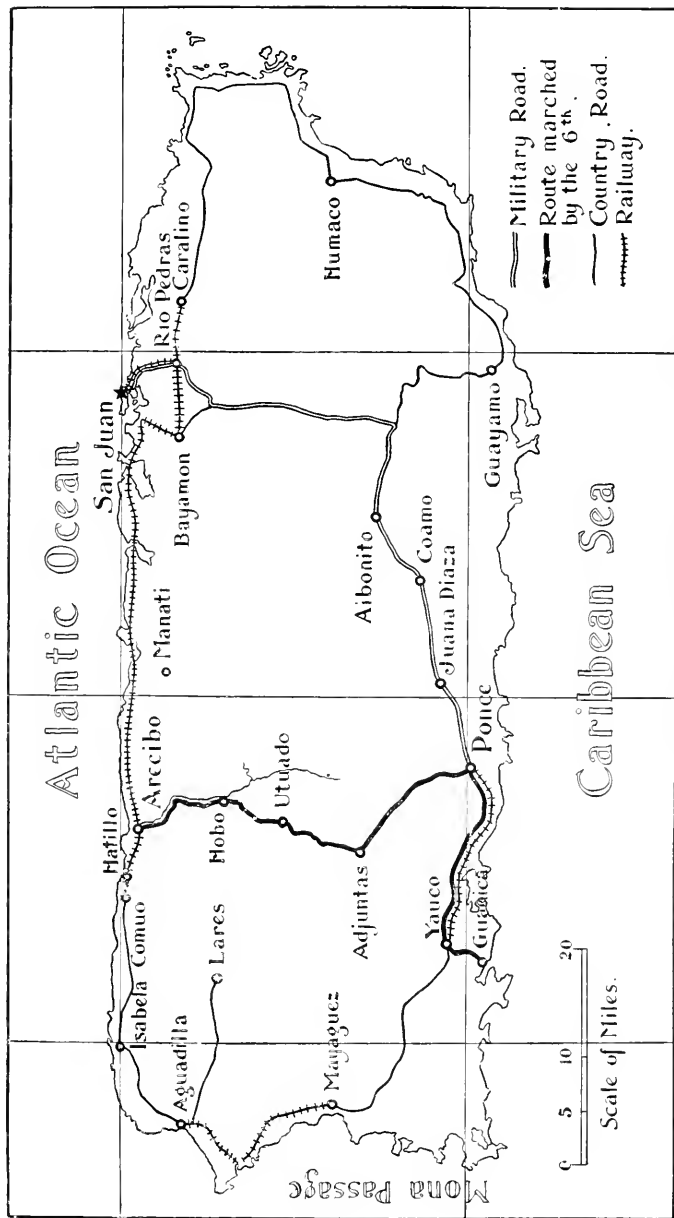 Atlantic Ocean
San Juan
Rio Pedras
Caralino
Bayamon
Manati
Hatillo
Arecibo
Comuo
Isabela
Aguadilla
Lares
Hobo
Utuado
Adjuntas
Mayaguez
Mona Passage
Yauco
Guanica
Ponce
Juana Diaza
Coamo
Aibonito
Guayamo
Humaco
Caribbean Sea
Military Road.
Route marched
by the 6th.
Country Road.
Railway.
0 5 10 20
Scale of Miles.